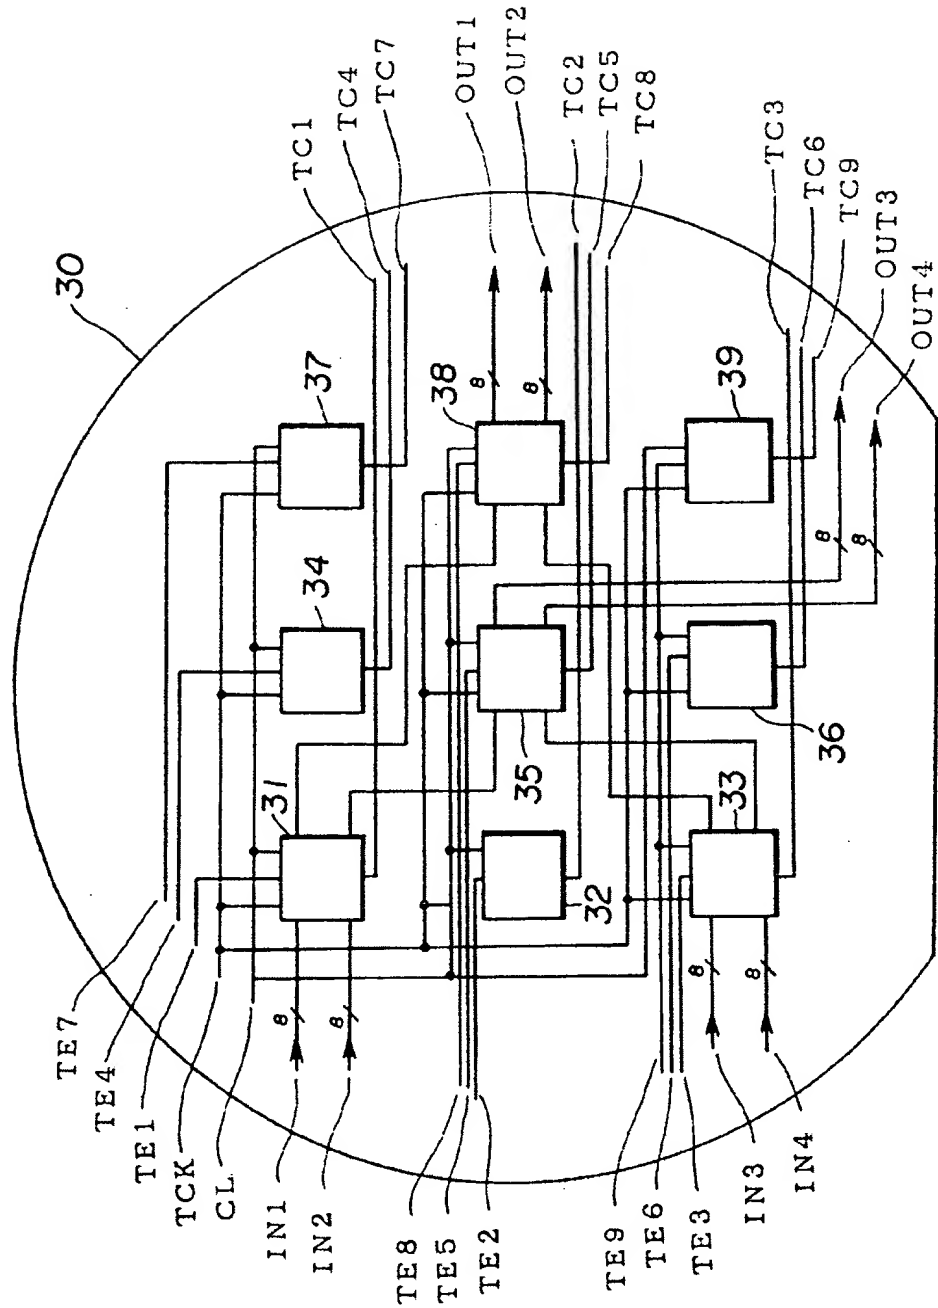 30
TC1
TC4
TC7
OUT1
OUT2
TC2
TC5
TC8
TC3
TC6
TC9
OUT3
OUT4
37
34
31
38
8
8
35
32
39
36
33
8
8
8
8
8
8
TE7
TE4
TE1
TCK
CL
IN1
IN2
TE8
TE5
TE2
TE9
TE6
TE3
IN3
IN4